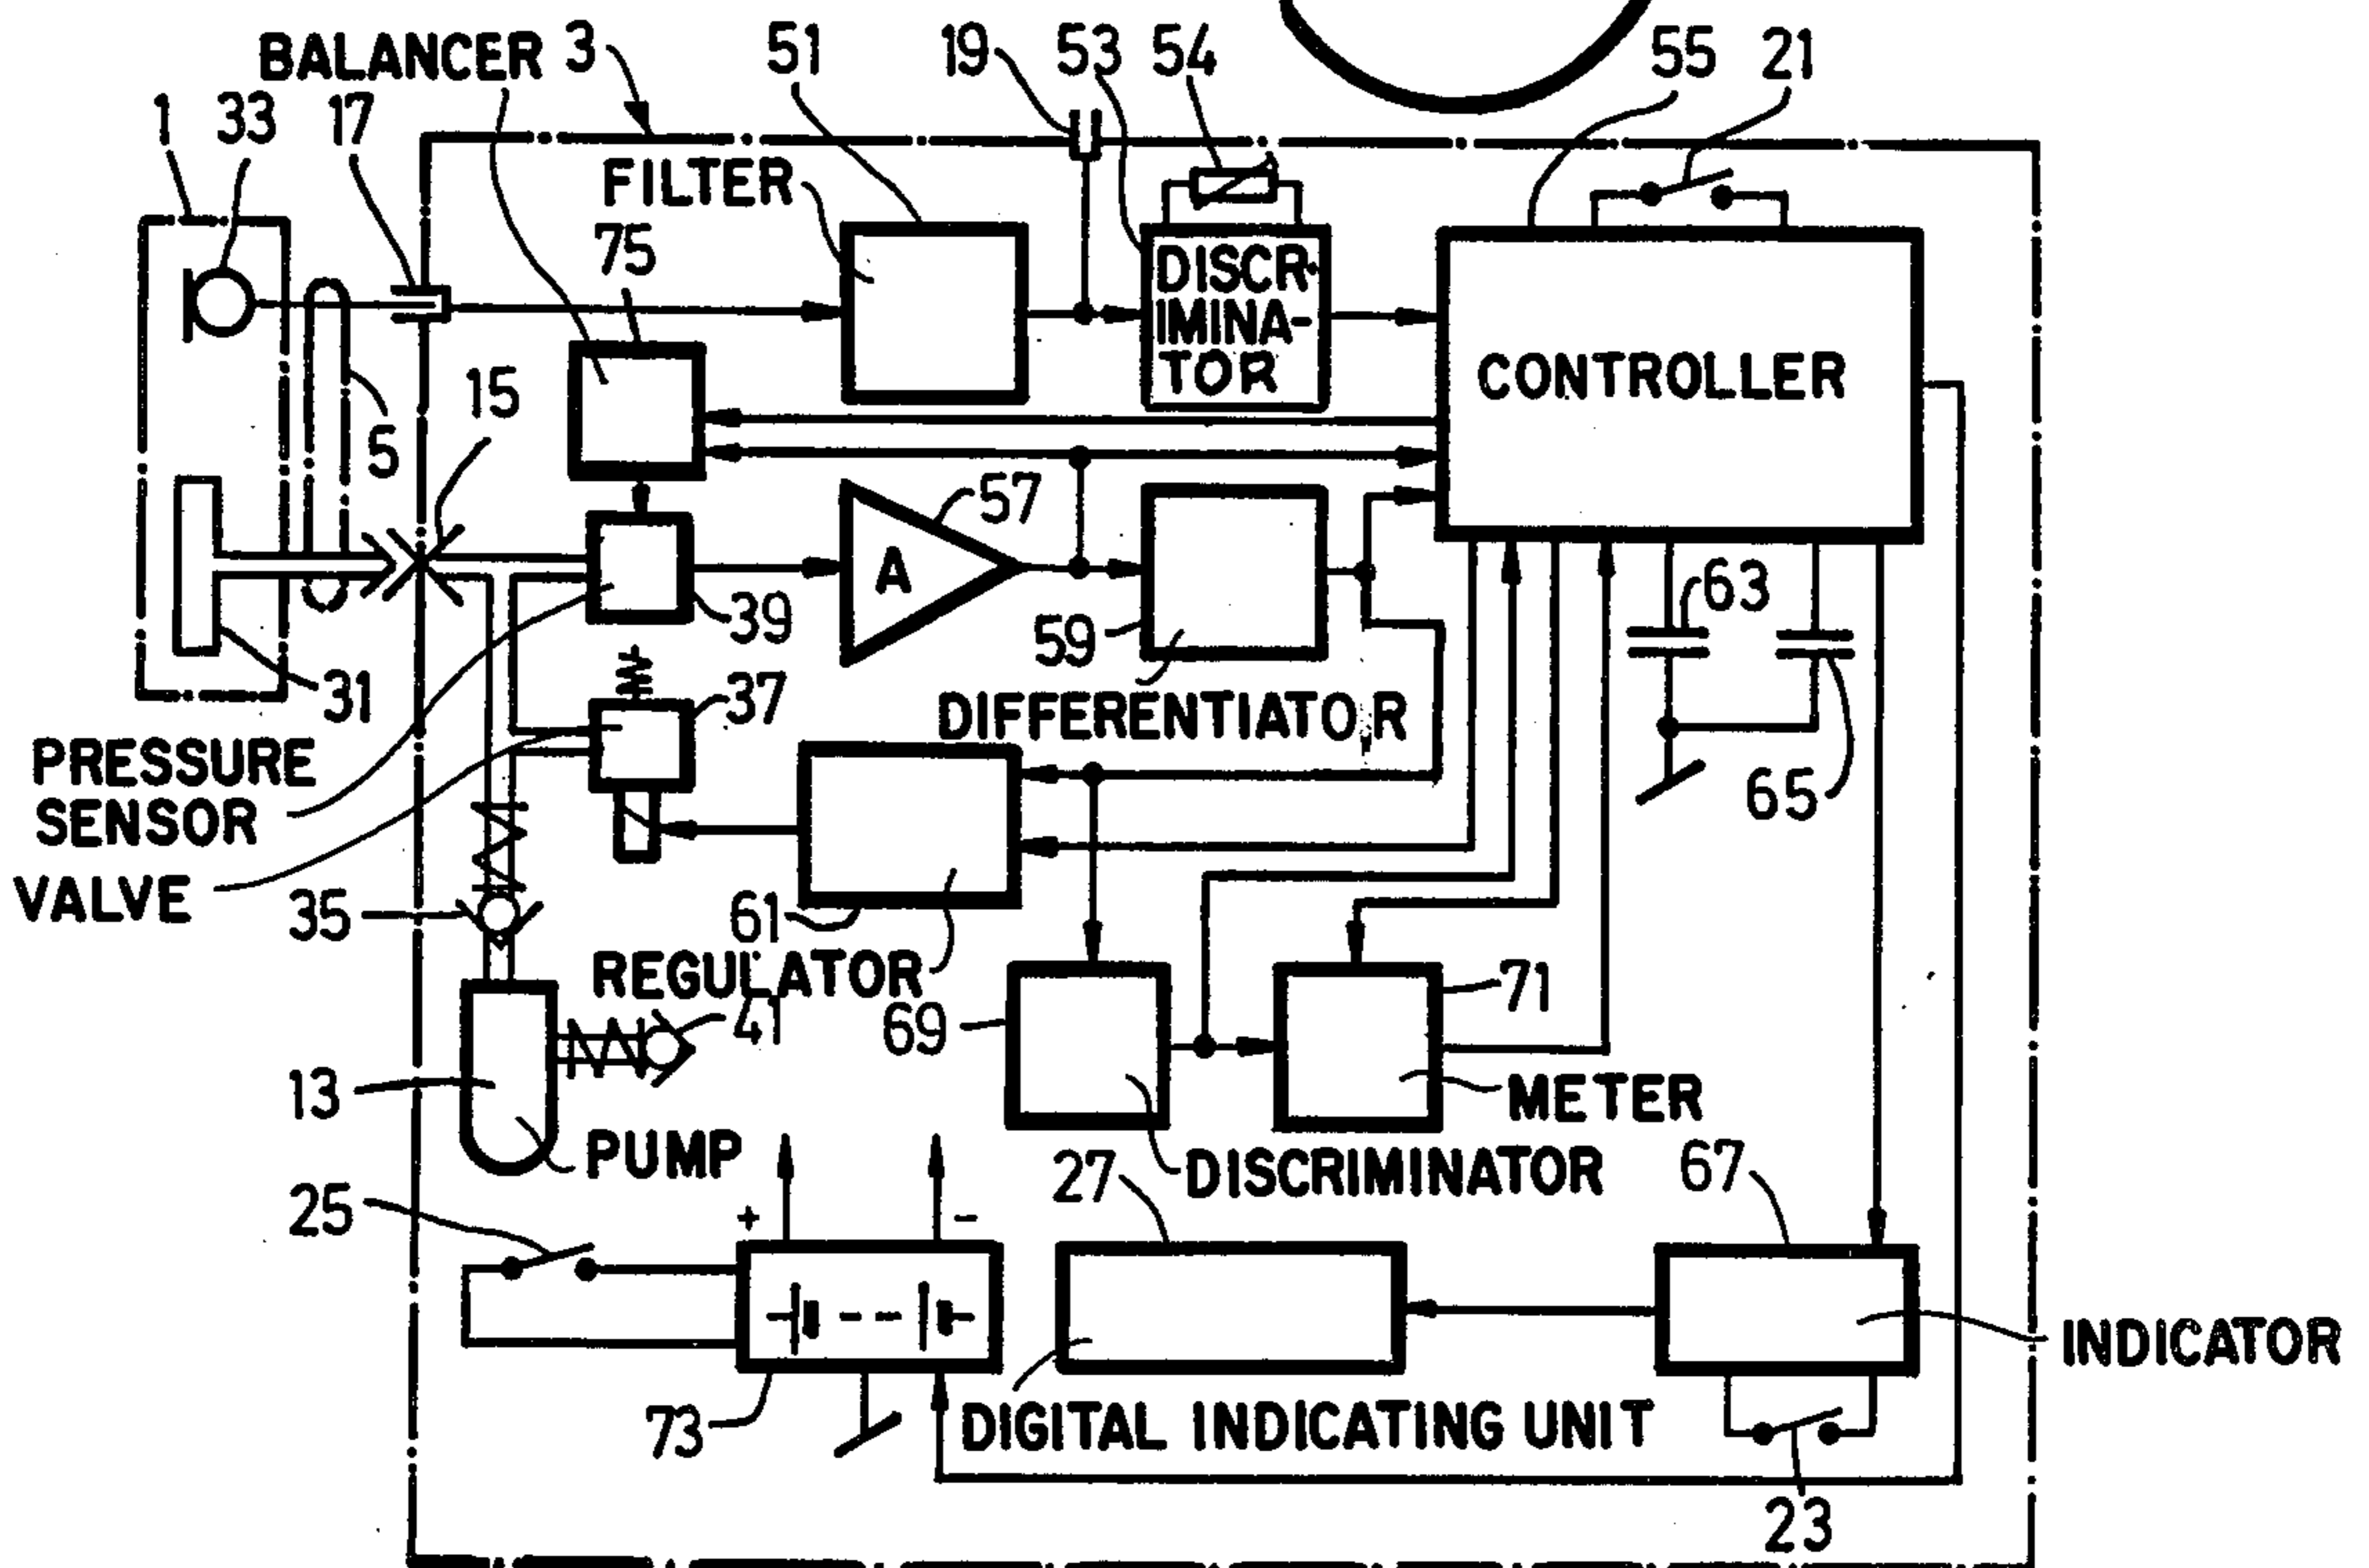 BALANCER 3 51 19 53 54 55 21
1 33 17
FILTER
75
DISCR-
IMINA-
TOR
CONTROLLER
15
5
57
A
39
63
59
31
37
DIFFERENTIATOR
PRESSURE
SENSOR
65
VALVE
35
61
REGULATOR
41
69
71
13
METER
PUMP
DISCRIMINATOR
27
67
25
+ -
INDICATOR
73
DIGITAL INDICATING UNIT
23